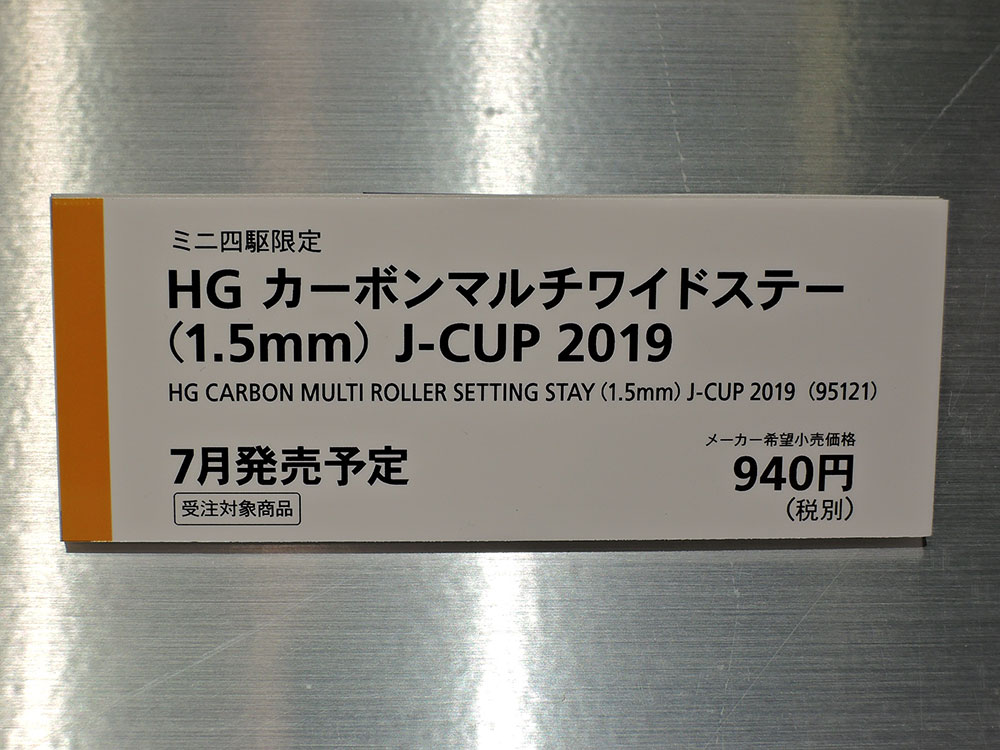 ミニ四駆限定
HG カーボンマルチワイドステー
(1.5mm) J-CUP 2019
HG CARBON MULTI ROLLER SETTING STAY (1.5mm) J-CUP 2019 (95121)
7月発売予定
受注対象商品
メーカー希望小売価格
940円
(税別)